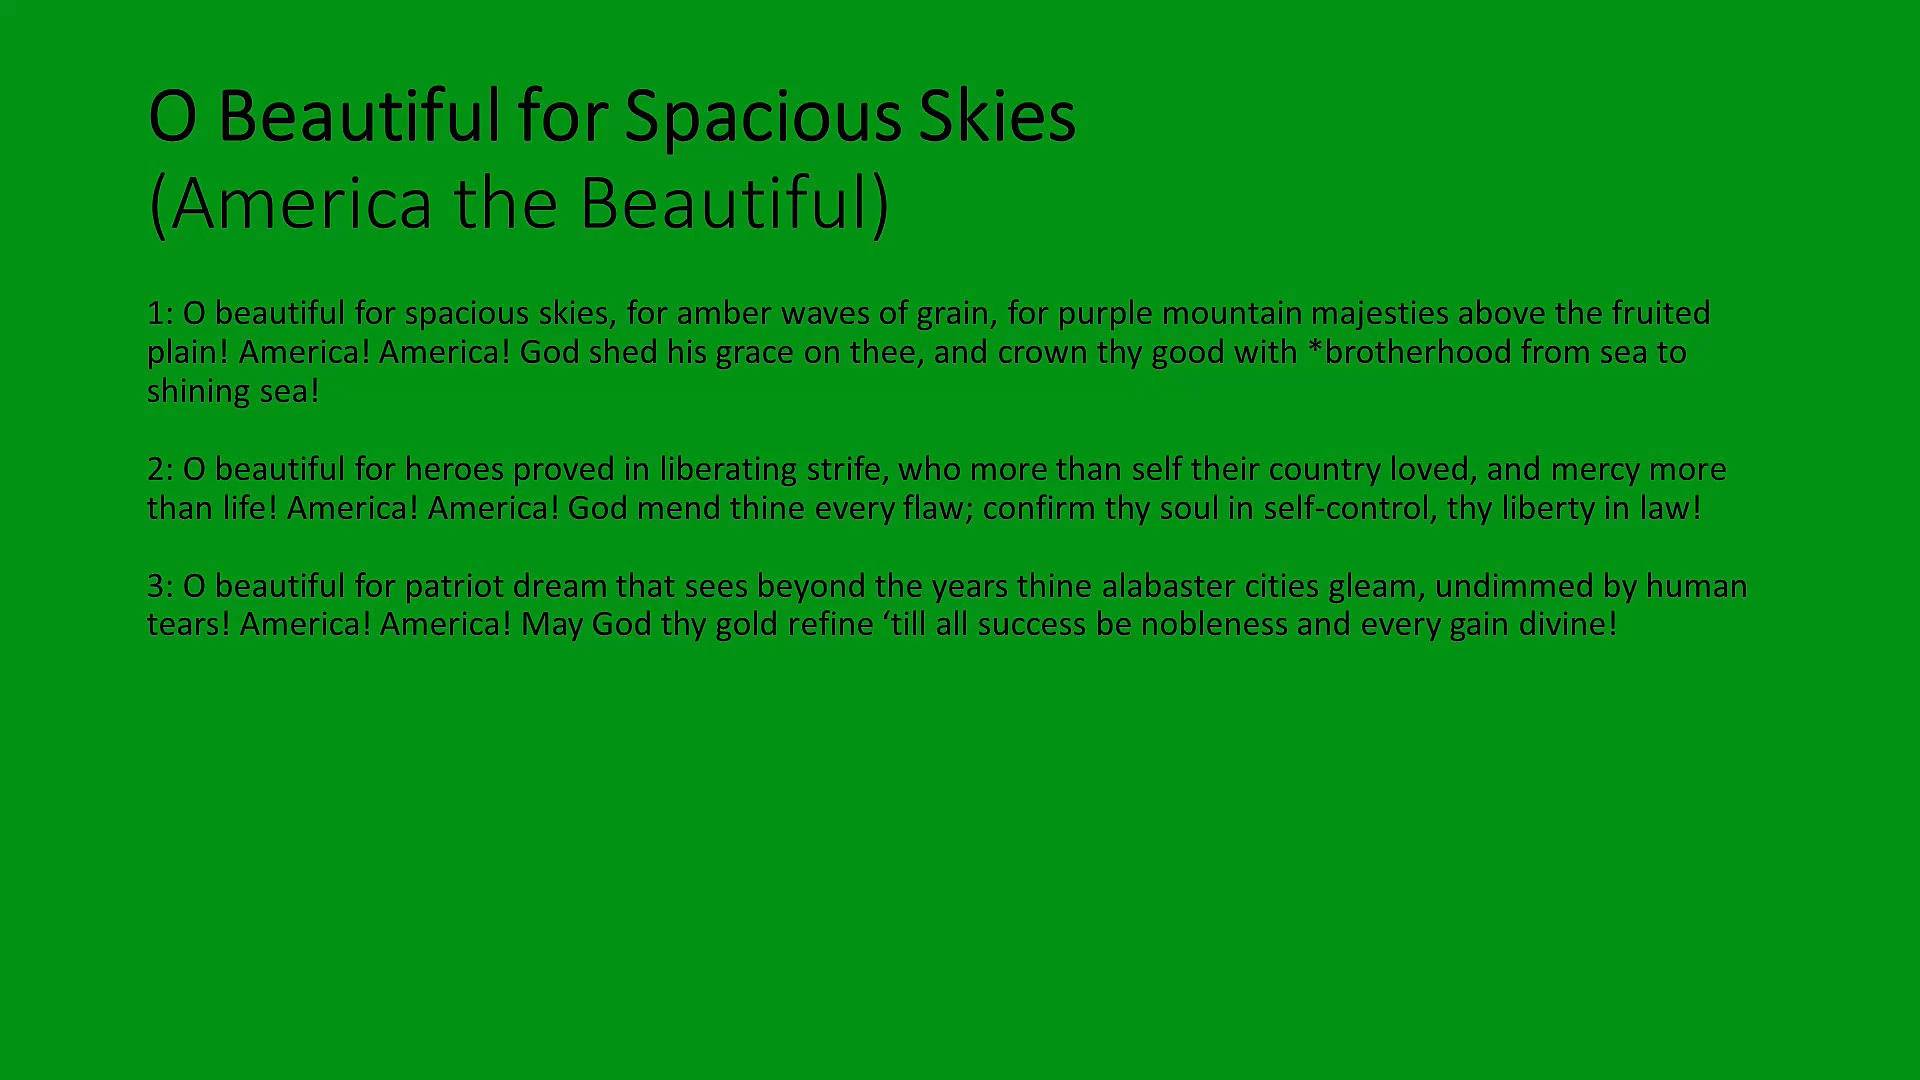 O Beautiful for Spacious Skies
(America the Beautiful)
1: O beautiful for spacious skies, for amber waves of grain, for purple mountain majesties above the fruited
plain! America! America! God shed his grace on thee, and crown thy good with *brotherhood from sea to
shining sea!
2: O beautiful for heroes proved in liberating strife, who more than self their country loved, and mercy more
than life! America! America! God mend thine every flaw; confirm thy soul in self-control, thy liberty in law!
3: O beautiful for patriot dream that sees beyond the years thine alabaster cities gleam, undimmed by human
tears! America! America! May God thy gold refine ‘till all success be nobleness and every gain divine!